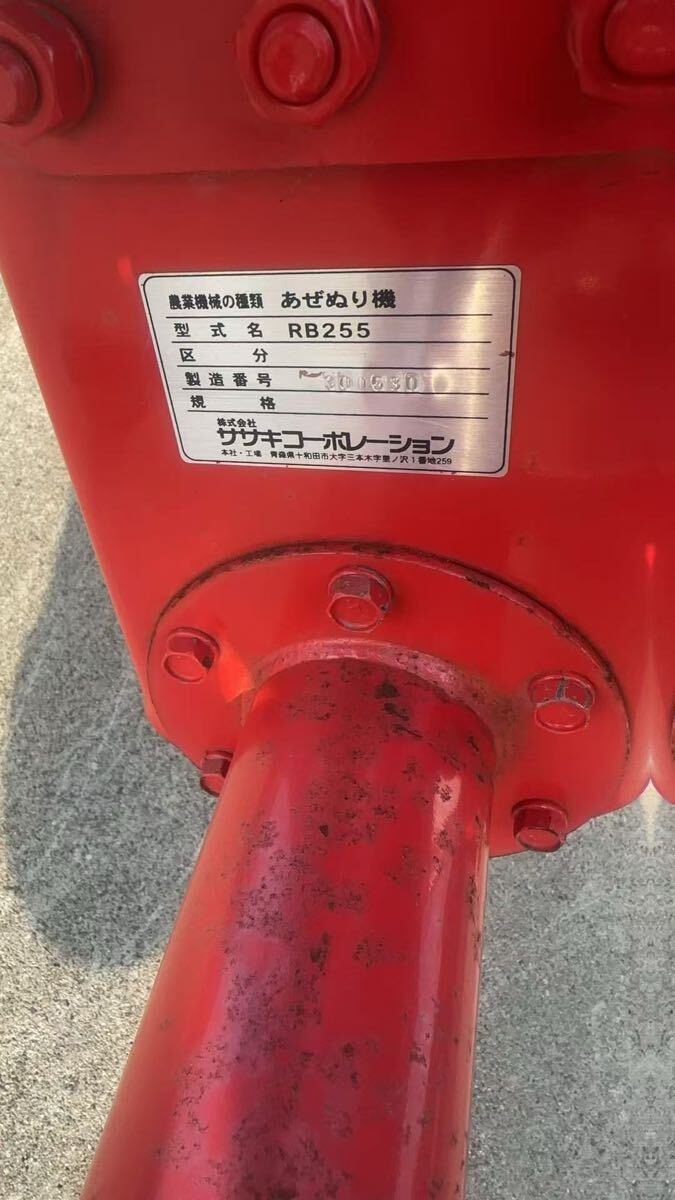 農業機械の種類 あぜぬり機
型式名 RB255
区分
製造番号
規格
株式会社
ササキコーポレーション
本社・工場 青森県十和田市大字三本木字里ノ沢1番地259